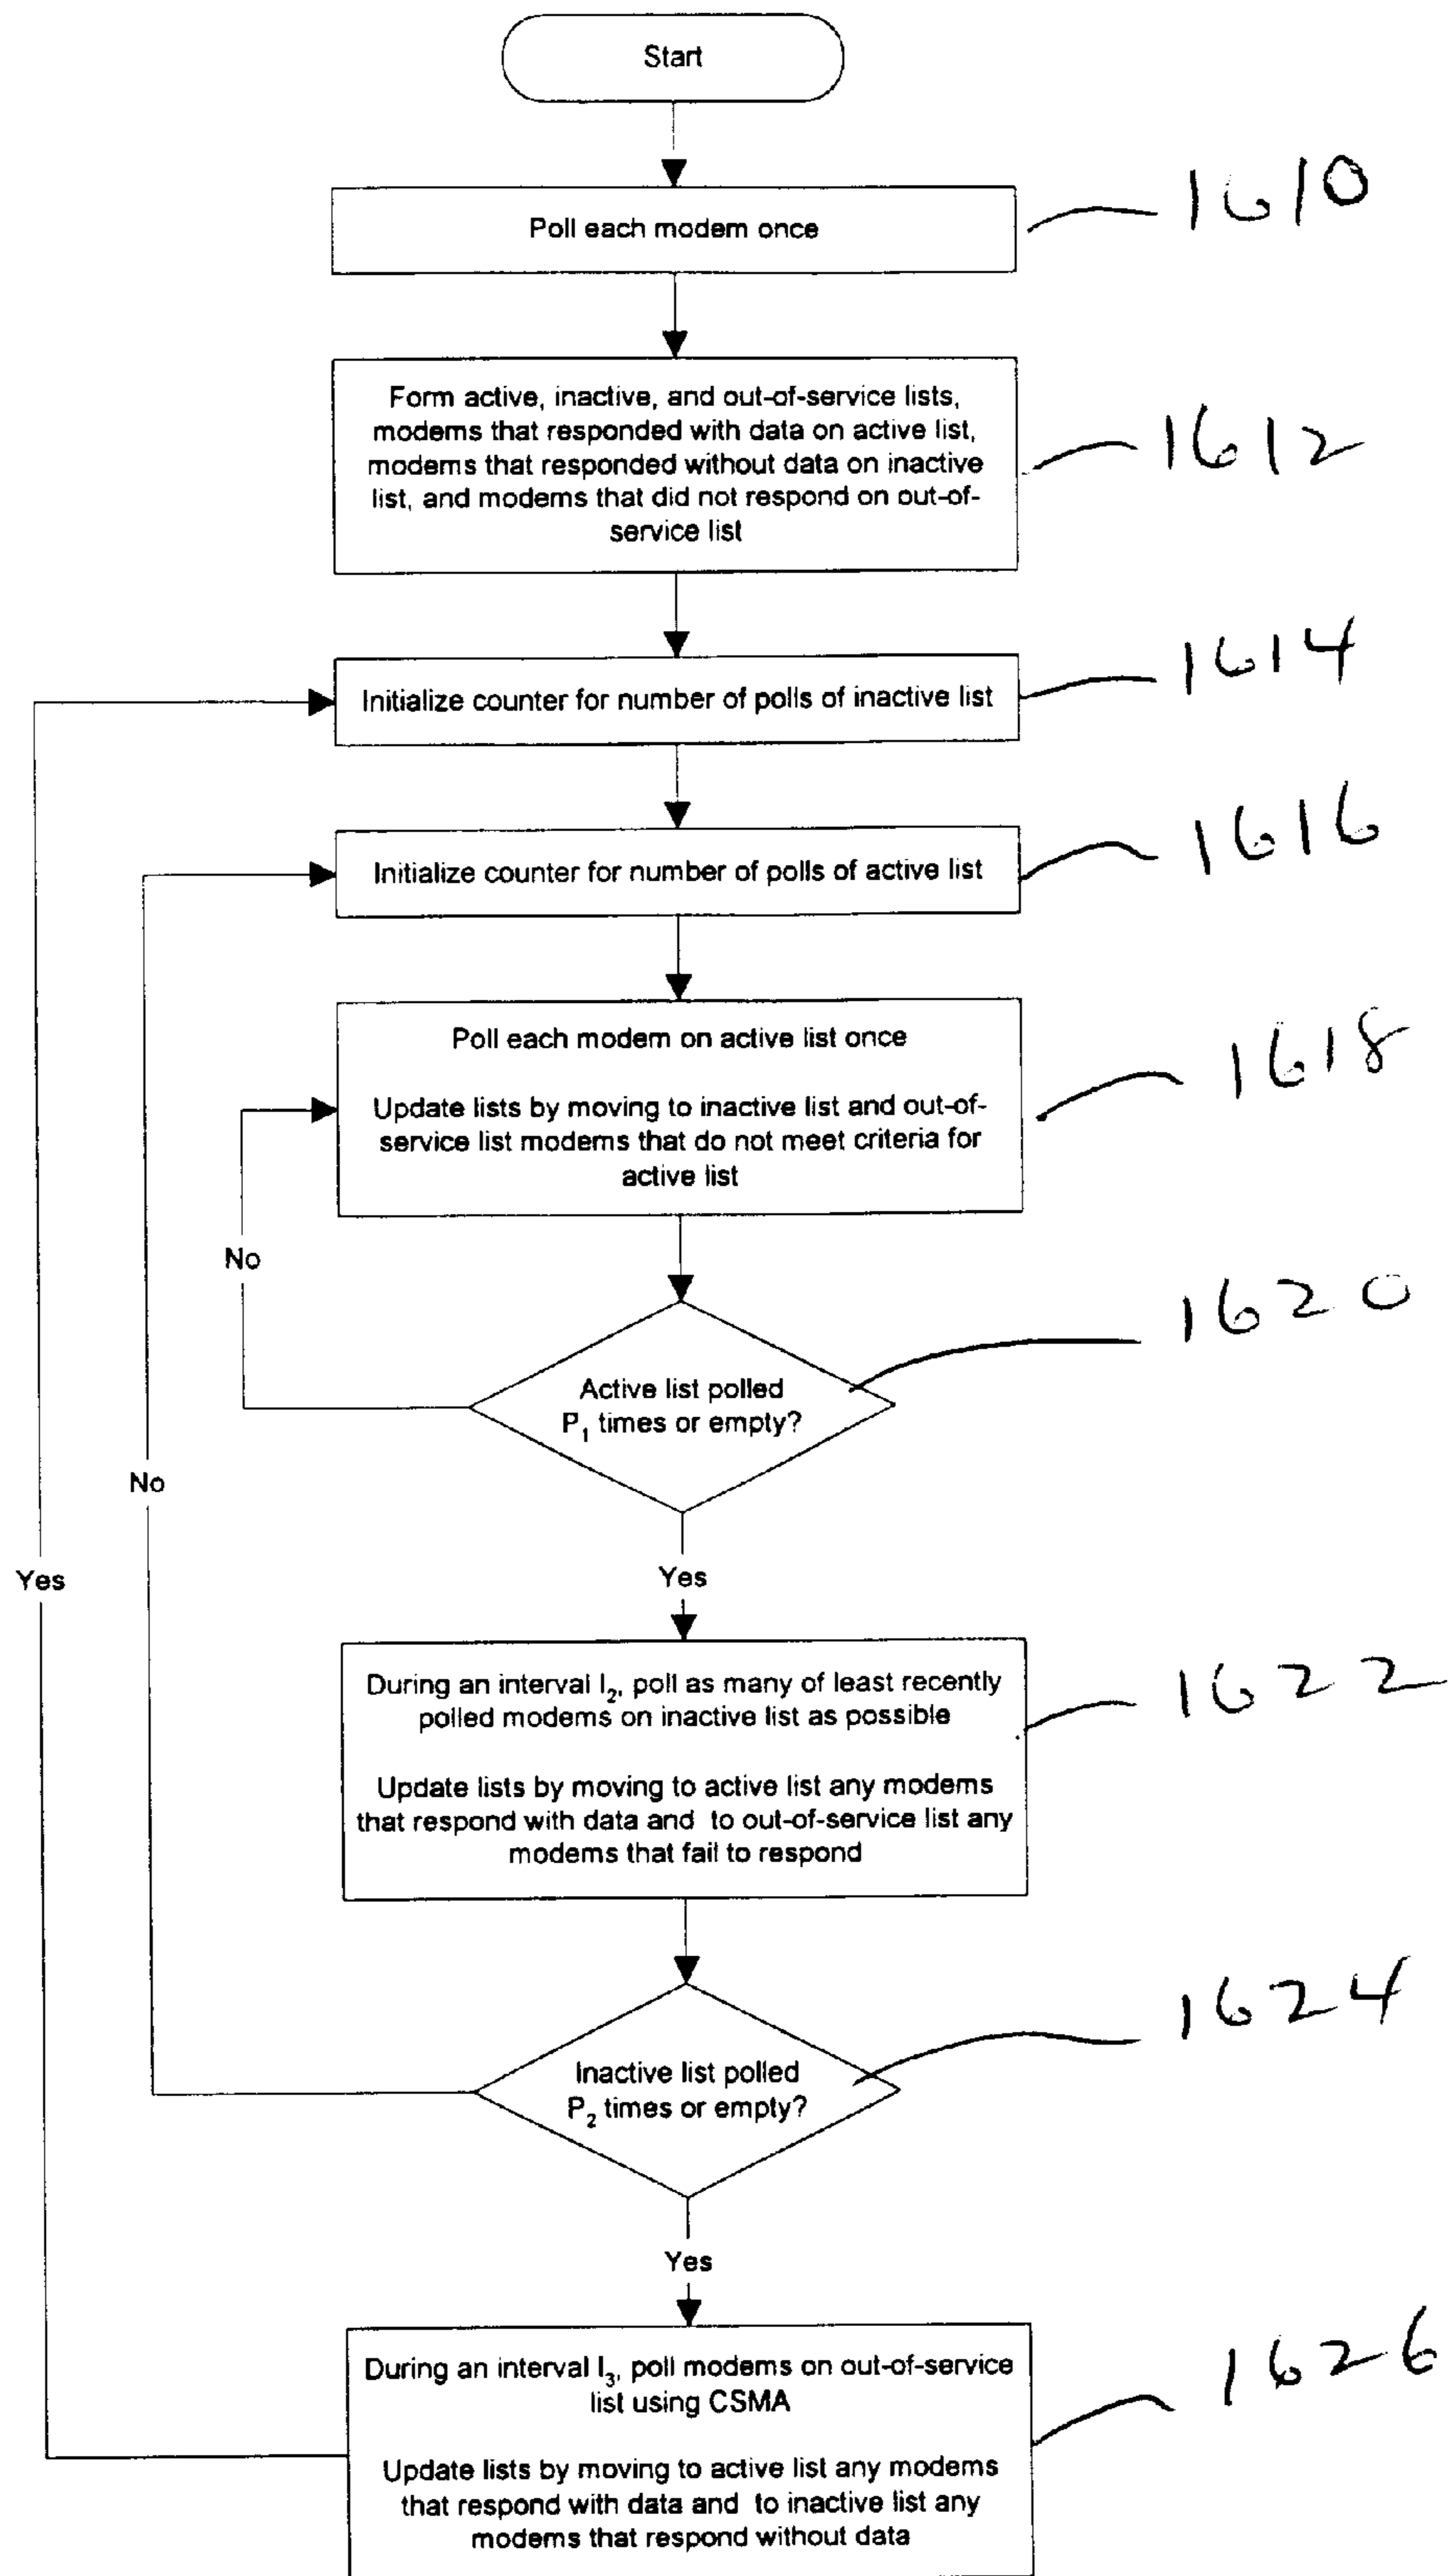 Start
Poll each modem once
1610
Form active, inactive, and out-of-service lists,
modems that responded with data on active list,
modems that responded without data on inactive
list, and modems that did not respond on out-of-
service list
1612
Initialize counter for number of polls of inactive list
1614
Initialize counter for number of polls of active list
1616
Poll each modem on active list once
Update lists by moving to inactive list and out-of-
service list modems that do not meet criteria for
active list
1618
No
Active list polled
P₁ times or empty?
1620
No
Yes
Yes
During an interval I₂, poll as many of least recently
polled modems on inactive list as possible
Update lists by moving to active list any modems
that respond with data and to out-of-service list any
modems that fail to respond
1622
Inactive list polled
P₂ times or empty?
1624
Yes
During an interval I₃, poll modems on out-of-service
list using CSMA
Update lists by moving to active list any modems
that respond with data and to inactive list any
modems that respond without data
1626